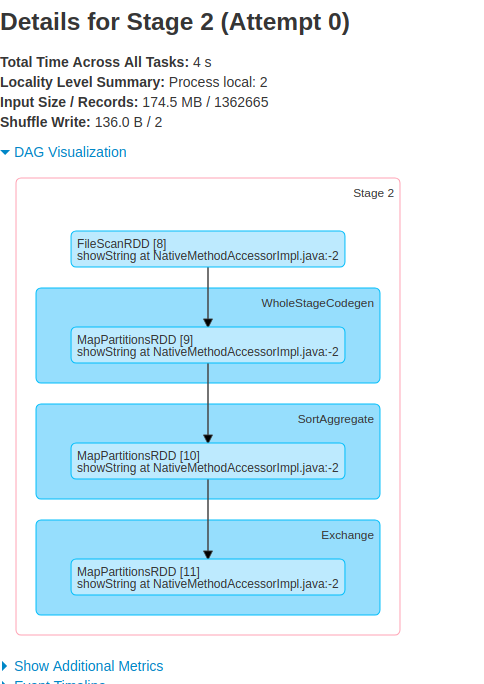 Details for Stage 2 (Attempt 0)
Total Time Across All Tasks: 4 s
Locality Level Summary: Process local: 2
Input Size / Records: 174.5 MB / 1362665
Shuffle Write: 136.0 B / 2
DAG Visualization
Stage 2
FileScanRDD [8]
showString at NativeMethodAccessorImpl.java:-2
WholeStageCodegen
MapPartitionsRDD [9]
showString at NativeMethodAccessorImpl.java:-2
SortAggregate
MapPartitionsRDD [10]
showString at NativeMethodAccessorImpl.java:-2
Exchange
MapPartitionsRDD [11]
showString at NativeMethodAccessorImpl.java:-2
Show Additional Metrics
Event Timeline